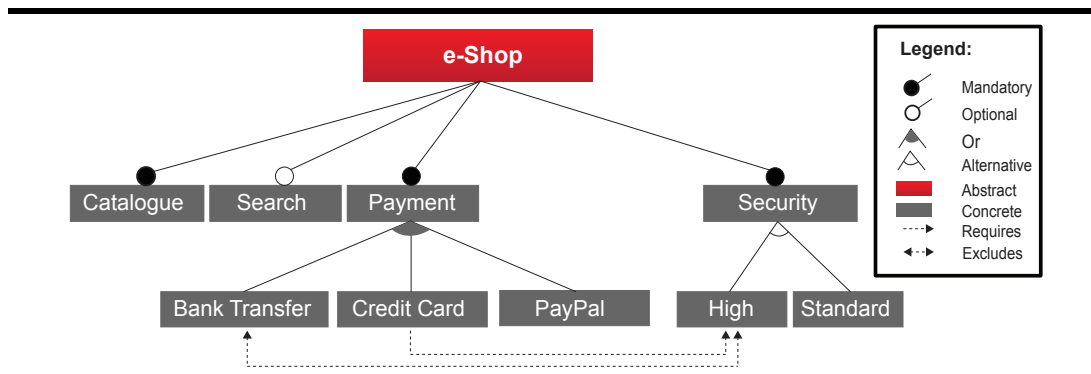 e-Shop
Legend:
Mandatory
Optional
Or
Alternative
Abstract
Concrete
Requires
Excludes
Catalogue
Search
Payment
Security
Bank Transfer
Credit Card
PayPal
High
Standard